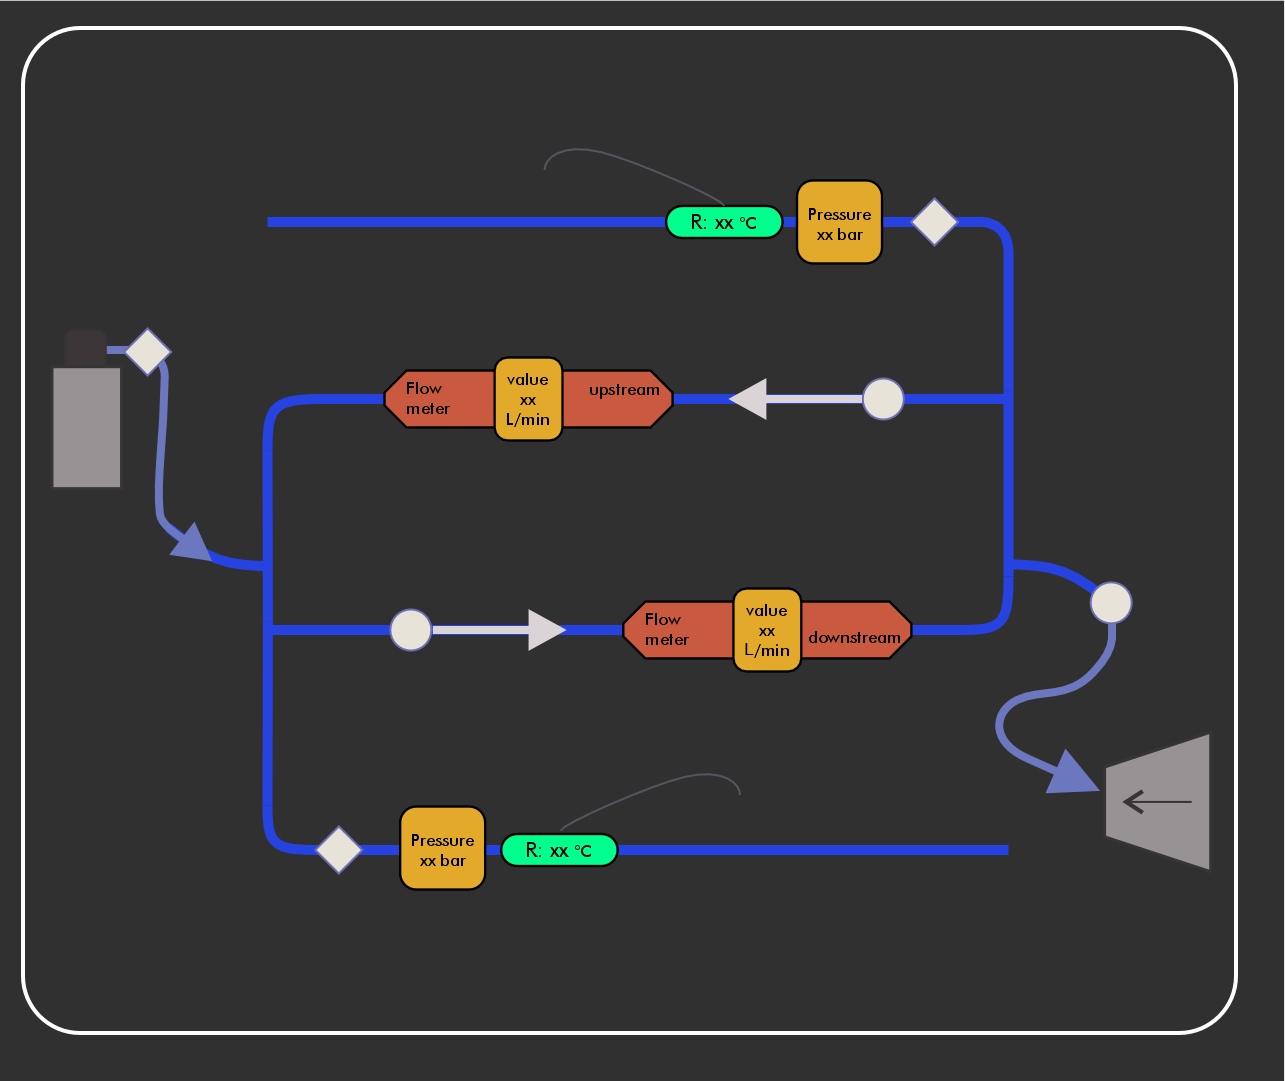 R: xx °C
Pressure
xx bar
Flow
meter
value
xx
L/min
upstream
Flow
meter
value
xx
L/min
downstream
Pressure
xx bar
R: xx °C